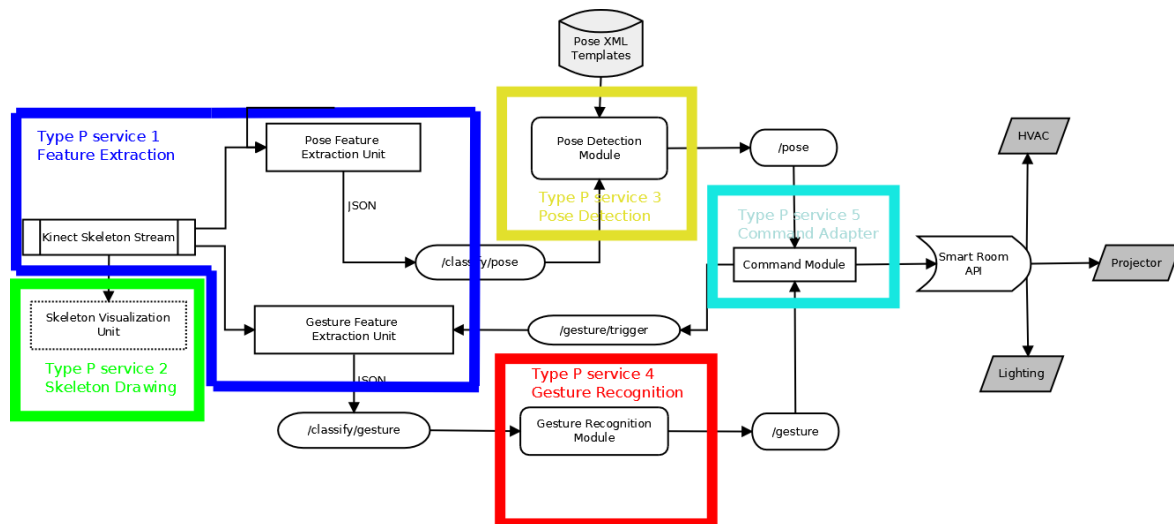 Pose XML
Templates
Type P service 1
Feature Extraction
Pose Feature
Extraction Unit
Pose Detection
Module
/pose
HVAC
Type P service 3
Pose Detection
JSON
Kinect Skeleton Stream
Type P service 5
Command Adapter
/classify/pose
Command Module
Smart Room
API
Projector
Skeleton Visualization
Unit
Gesture Feature
Extraction Unit
/gesture/trigger
Type P service 2
Skeleton Drawing
JSON
Type P service 4
Gesture Recognition
Lighting
/classify/gesture
Gesture Recognition
Module
/gesture